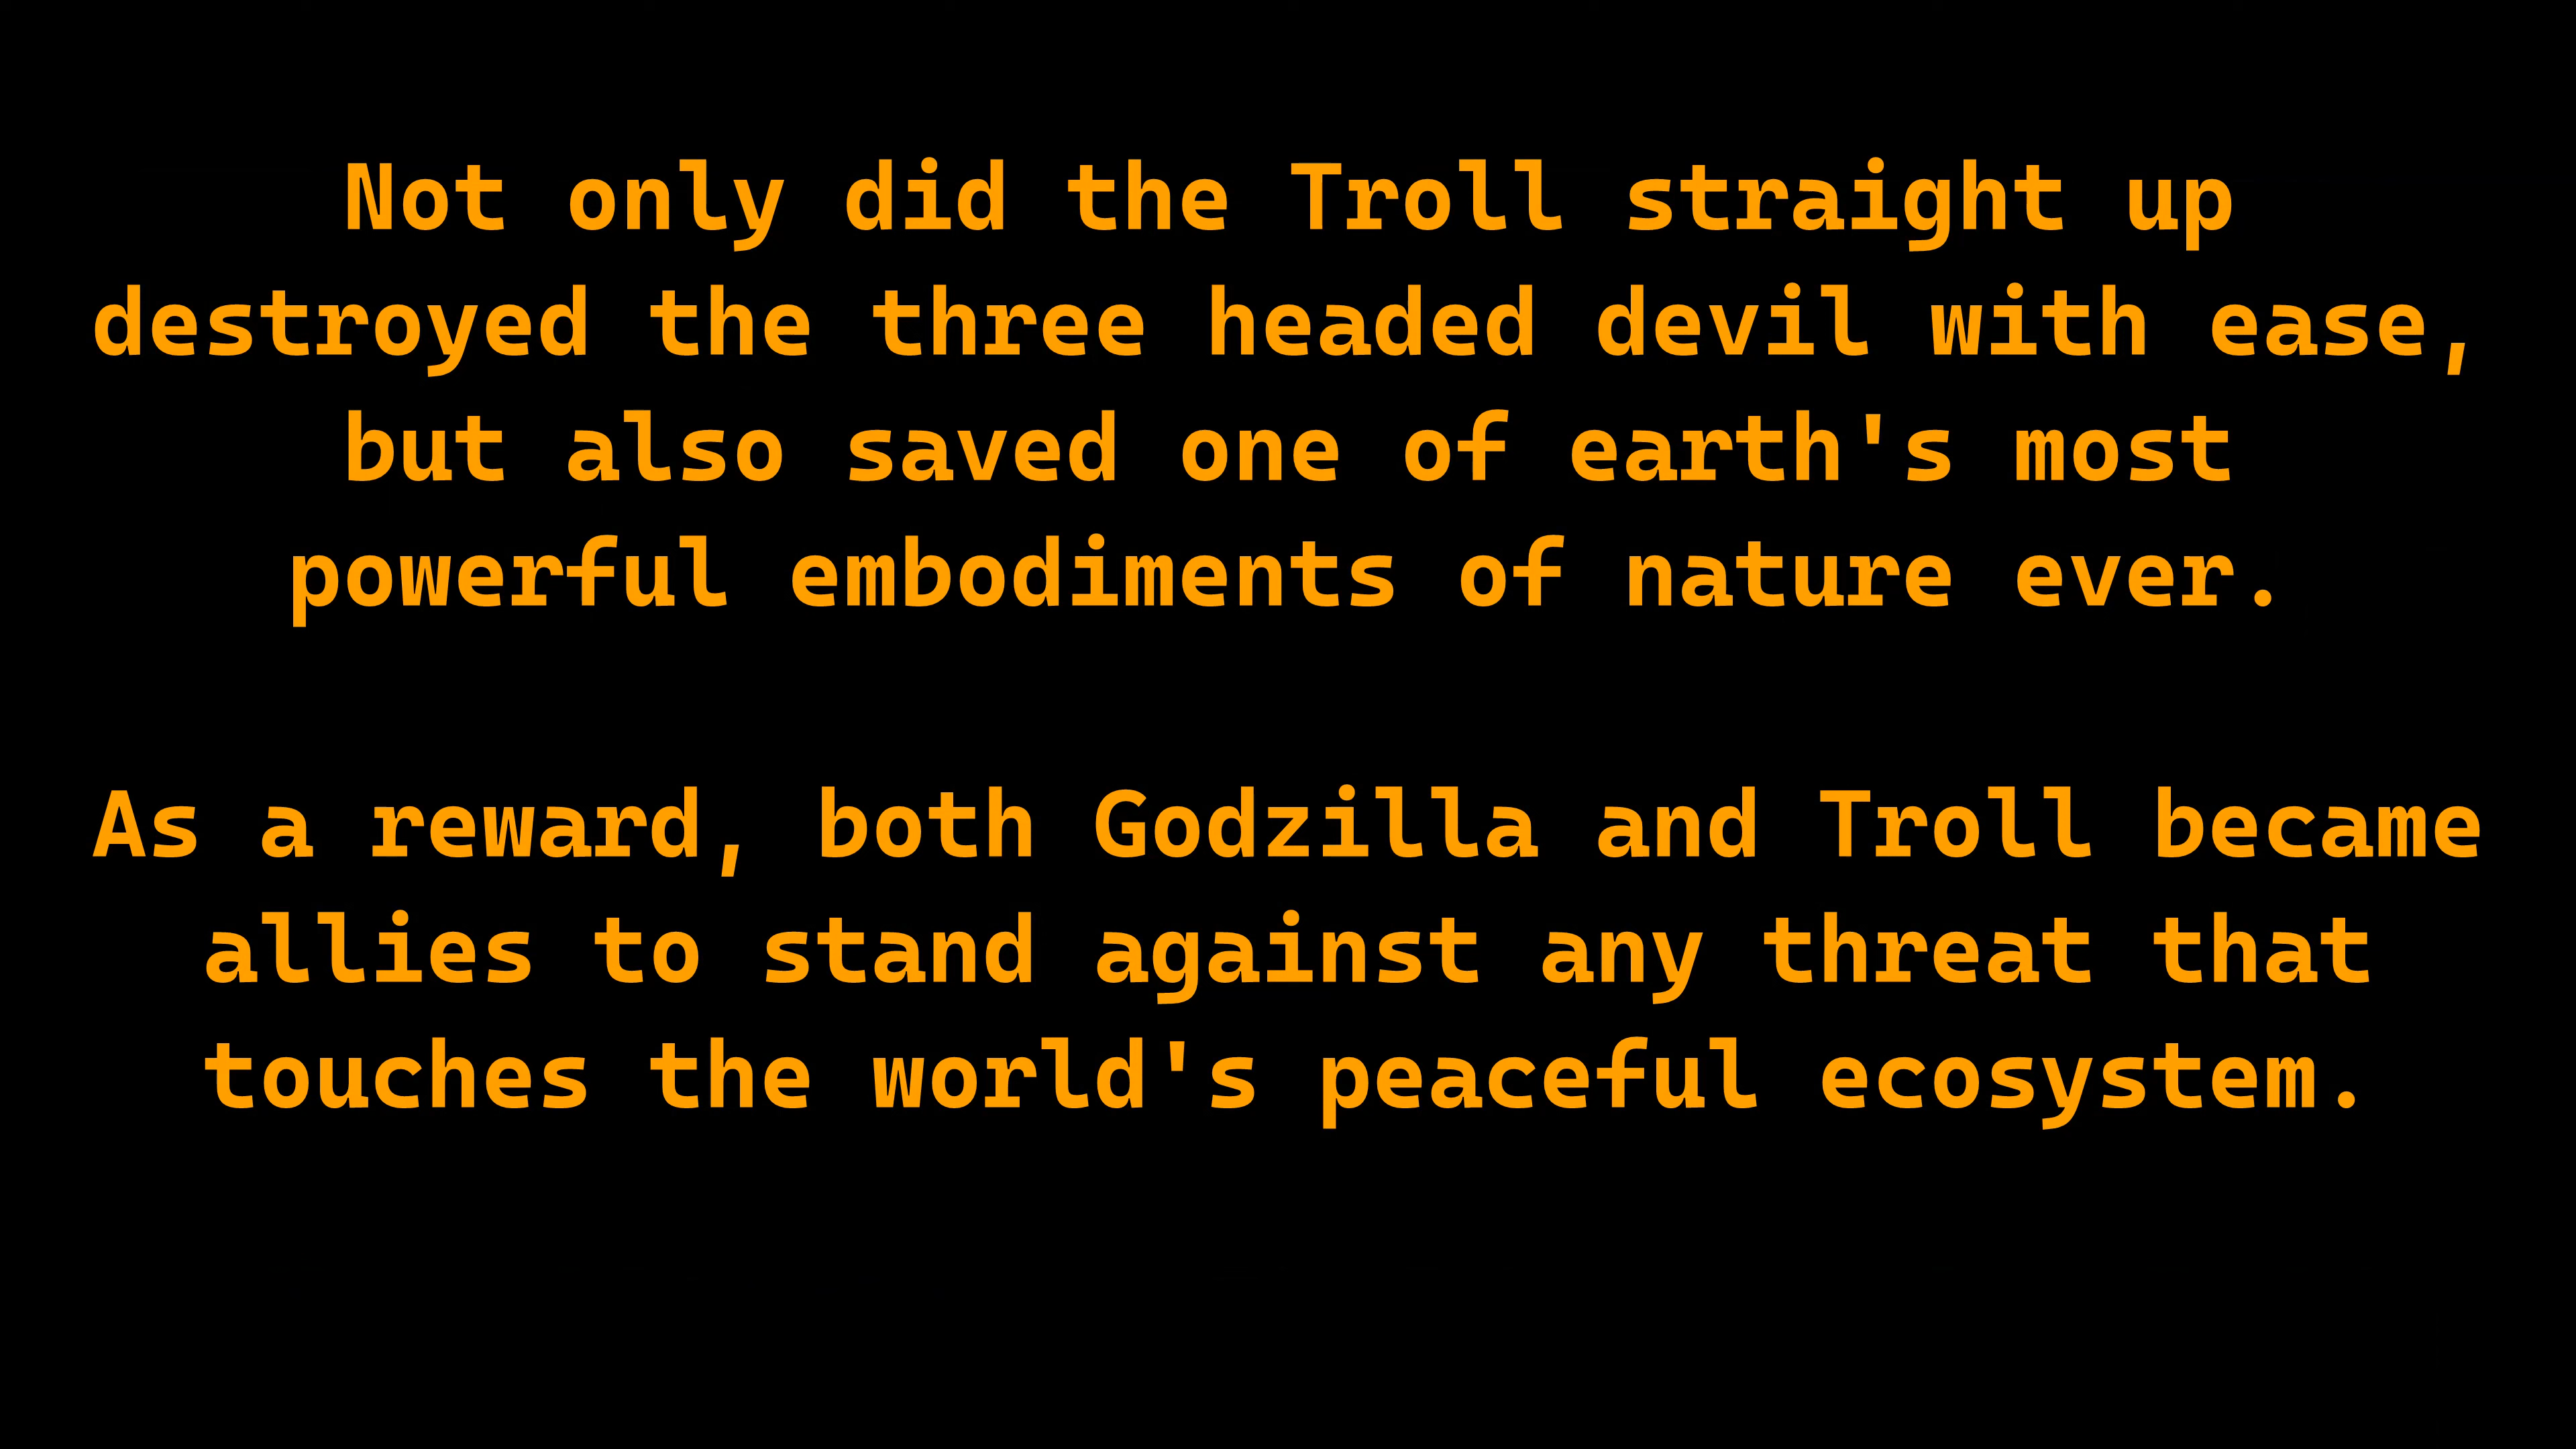 Not only did the Troll straight up
destroyed the three headed devil with ease,
but also saved one of earth's most
powerful embodiments of nature ever.
As a reward, both Godzilla and Troll became
allies to stand against any threat that
touches the world's peaceful ecosystem.